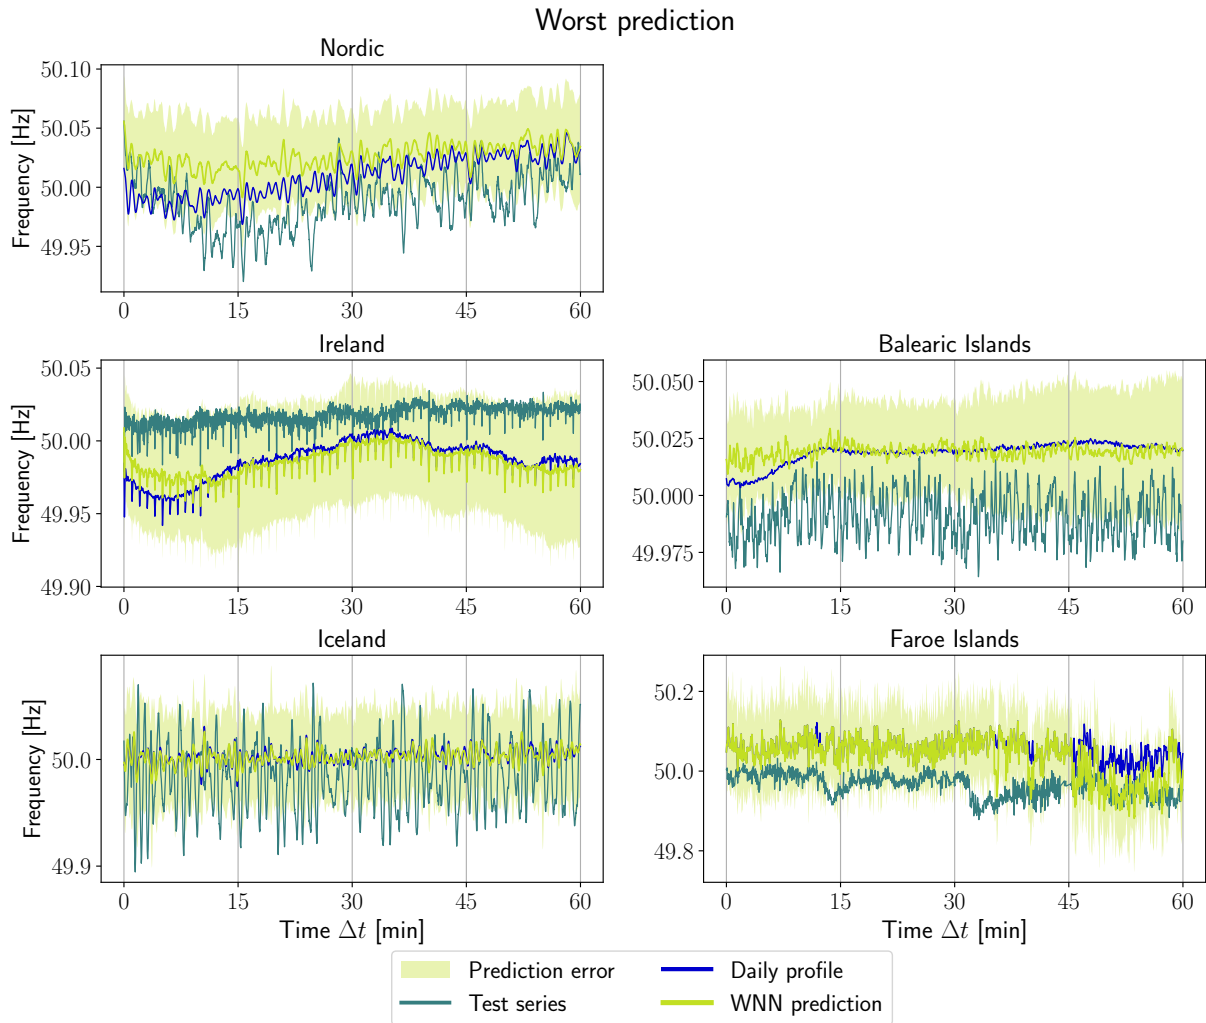 Worst prediction
Nordic
Frequency [Hz]
50.10
50.05
50.00
49.95
0 15 30 45 60
Ireland
Frequency [Hz]
50.05
50.00
49.95
49.90
0 15 30 45 60
Balearic Islands
50.050
50.025
50.000
49.975
0 15 30 45 60
Iceland
Frequency [Hz]
50.0
49.9
0 15 30 45 60
Time Δt [min]
Faroe Islands
50.2
50.0
49.8
0 15 30 45 60
Time Δt [min]
Prediction error
Test series
Daily profile
WNN prediction